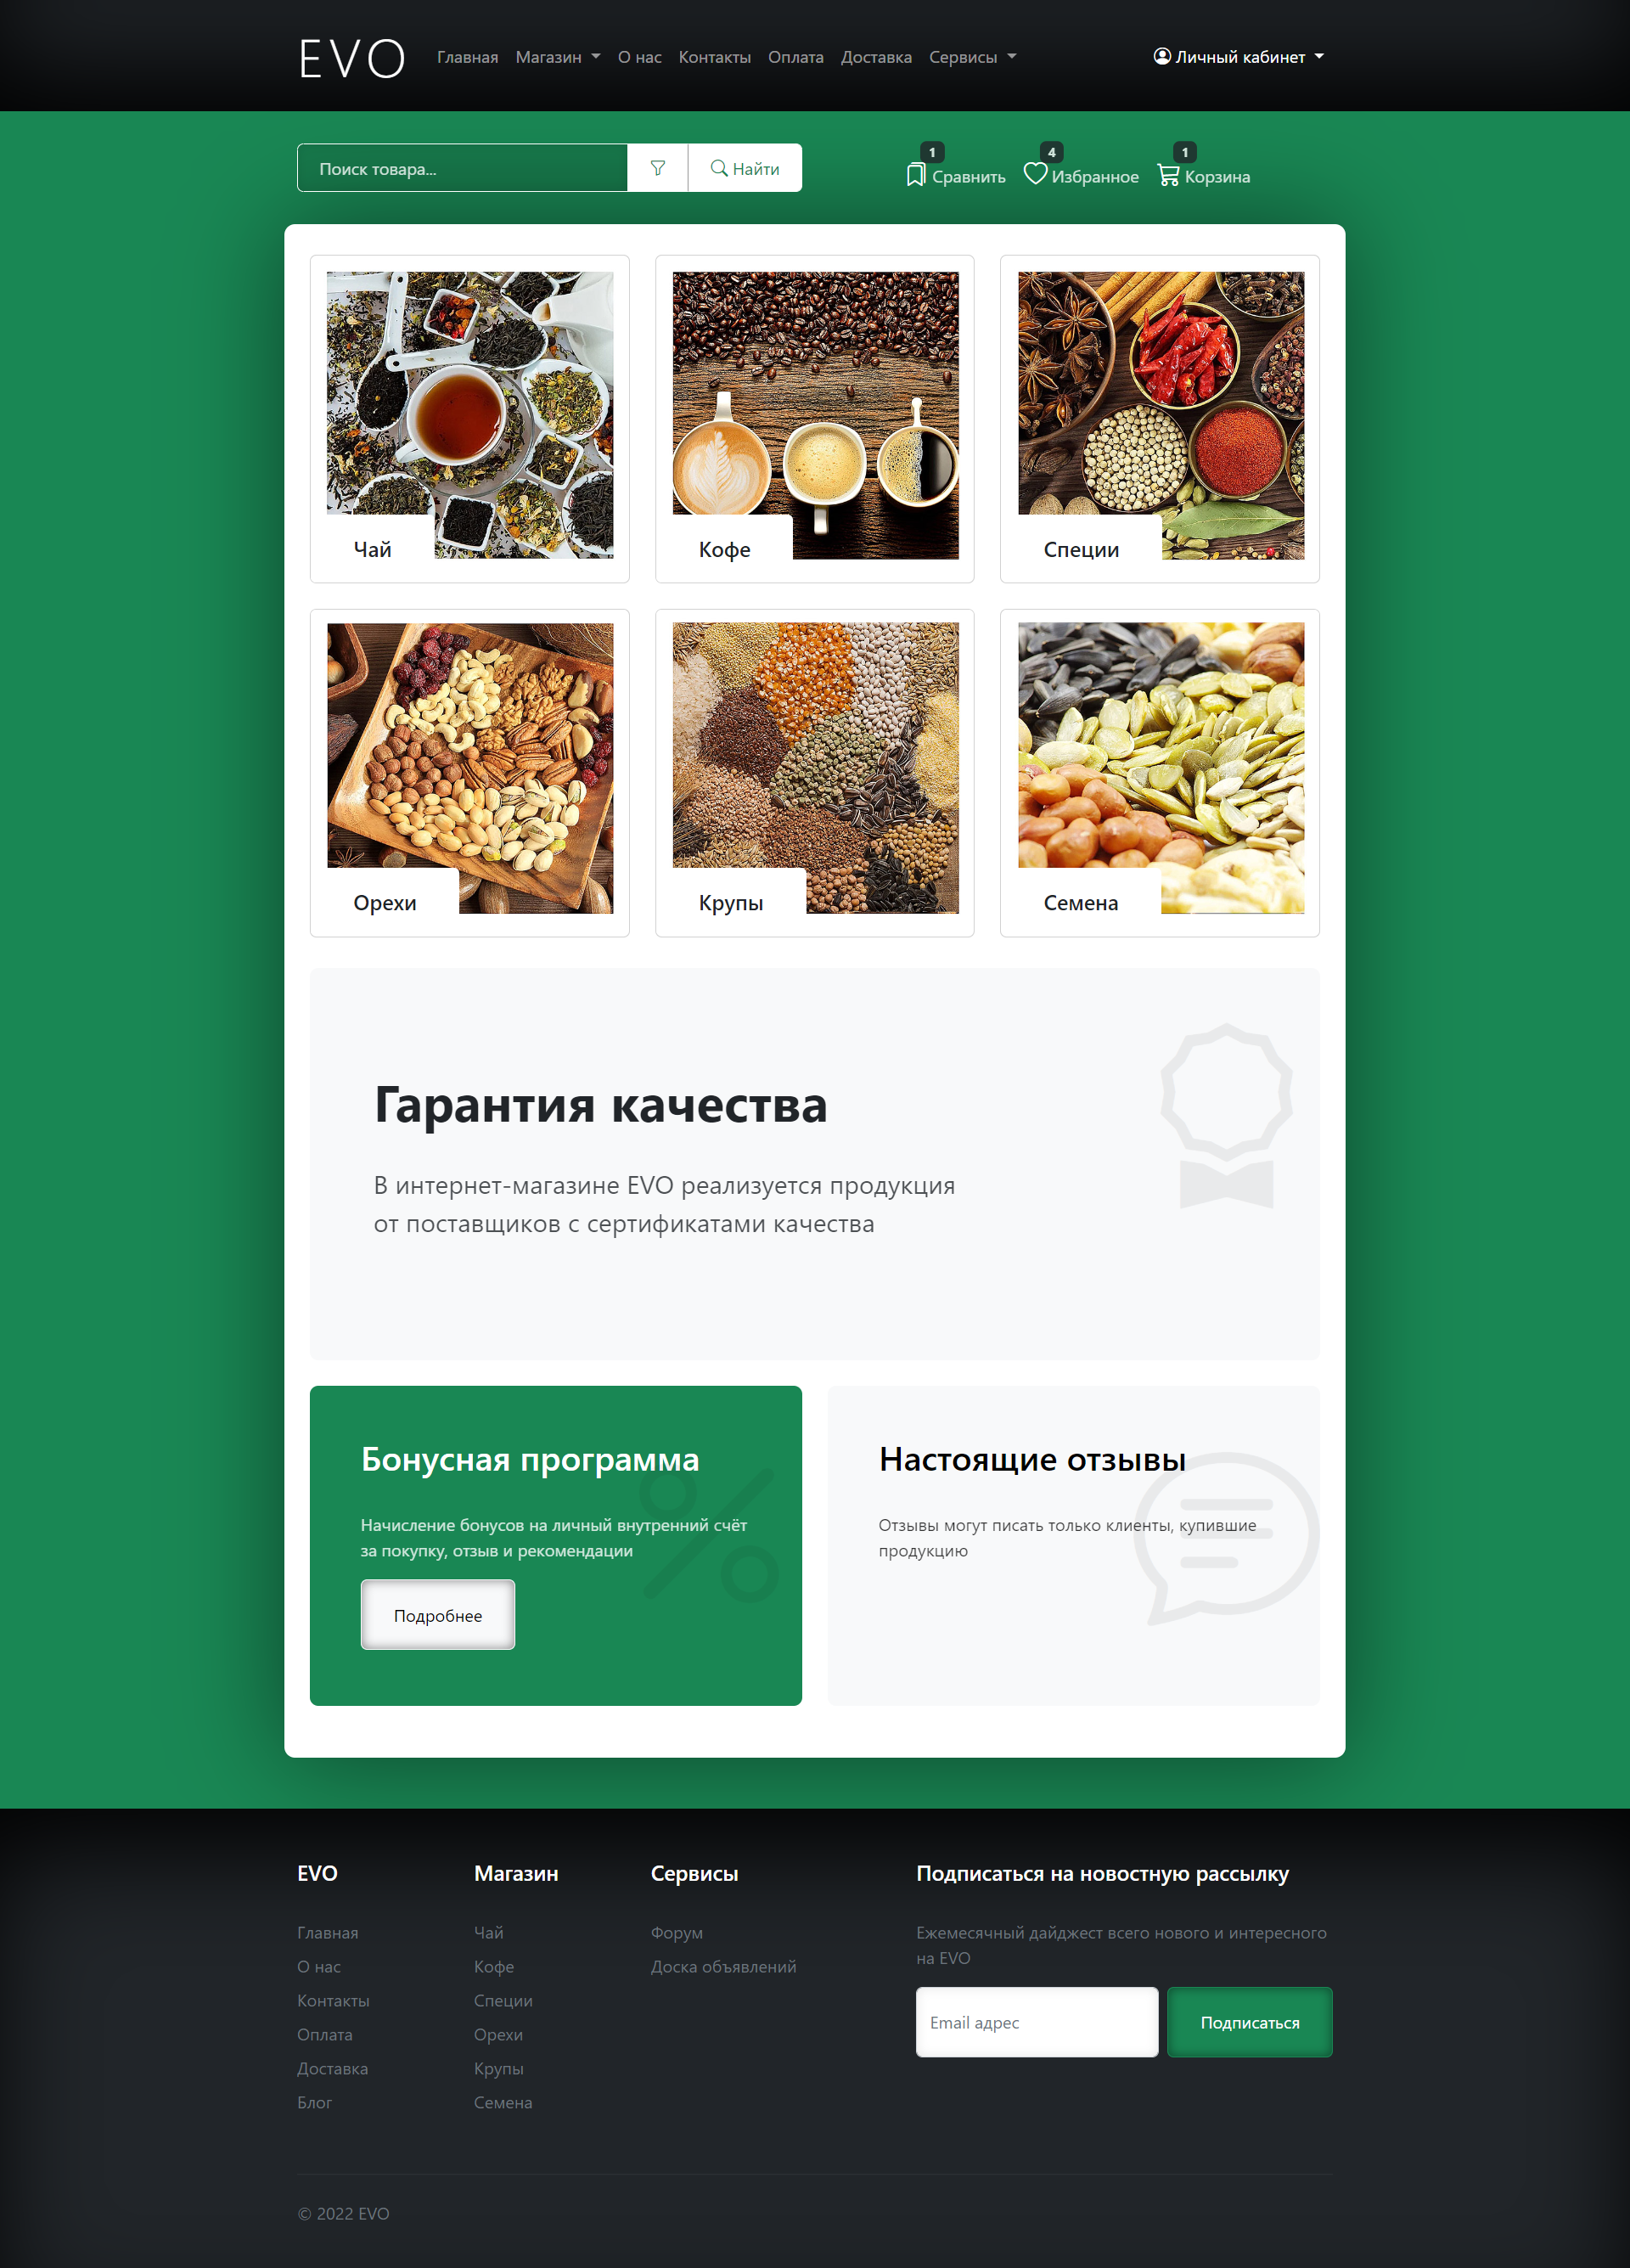 EVO
Главная Магазин О нас Контакты Оплата Доставка Сервисы Личный кабинет
Поиск товара... Найти
1 Сравнить 4 Избранное 1 Корзина
Чай
Кофе
Специи
Орехи
Крупы
Семена
Гарантия качества
В интернет-магазине EVO реализуется продукция
от поставщиков с сертификатами качества
Бонусная программа
Начисление бонусов на личный внутренний счёт
за покупку, отзыв и рекомендации
Подробнее
Настоящие отзывы
Отзывы могут писать только клиенты, купившие
продукцию
EVO
Главная
О нас
Контакты
Оплата
Доставка
Блог
Магазин
Чай
Кофе
Специи
Орехи
Крупы
Семена
Сервисы
Форум
Доска объявлений
Подписаться на новостную рассылку
Ежемесячный дайджест всего нового и интересного
на EVO
Email адрес
Подписаться
© 2022 EVO